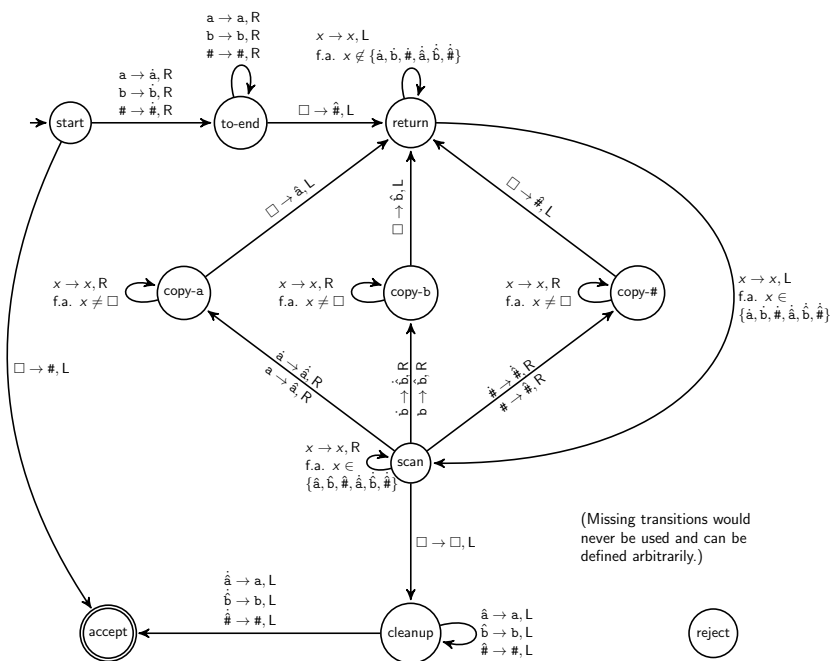 a → a, R
b → b, R
# → #, R
x → x, L
f.a. x ∉ {ȧ, ḃ, #̇, â̇, b̂̇, #̂̇}
a → ȧ, R
b → ḃ, R
# → #̇, R
start
to-end
□ → #̂, L
return
□ → â, L
□ → b̂, L
□ → #̂, L
x → x, R
f.a. x ≠ □
copy-a
x → x, R
f.a. x ≠ □
copy-b
x → x, R
f.a. x ≠ □
copy-#
x → x, L
f.a. x ∈
{ȧ, ḃ, #̇, â̇, b̂̇, #̂̇}
□ → #, L
ȧ → â̇, R
a → â, R
ḃ → b̂̇, R
b → b̂, R
#̇ → #̂̇, R
# → #̂, R
x → x, R
f.a. x ∈
{â, b̂, #̂, â̇, b̂̇, #̂̇}
scan
□ → □, L
(Missing transitions would
never be used and can be
defined arbitrarily.)
â̇ → a, L
b̂̇ → b, L
#̂̇ → #, L
accept
cleanup
â → a, L
b̂ → b, L
#̂ → #, L
reject